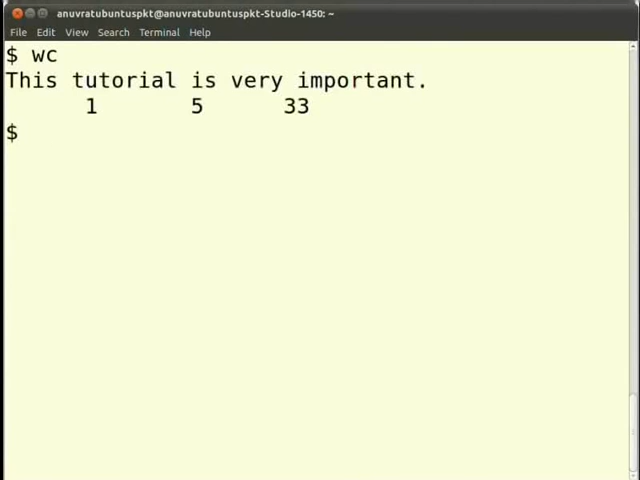 anuvratubuntuspkt@anuvratubuntuspkt-Studio-1450: ~
File Edit View Search Terminal Help
$ wc
This tutorial is very important.
1 5 33
$